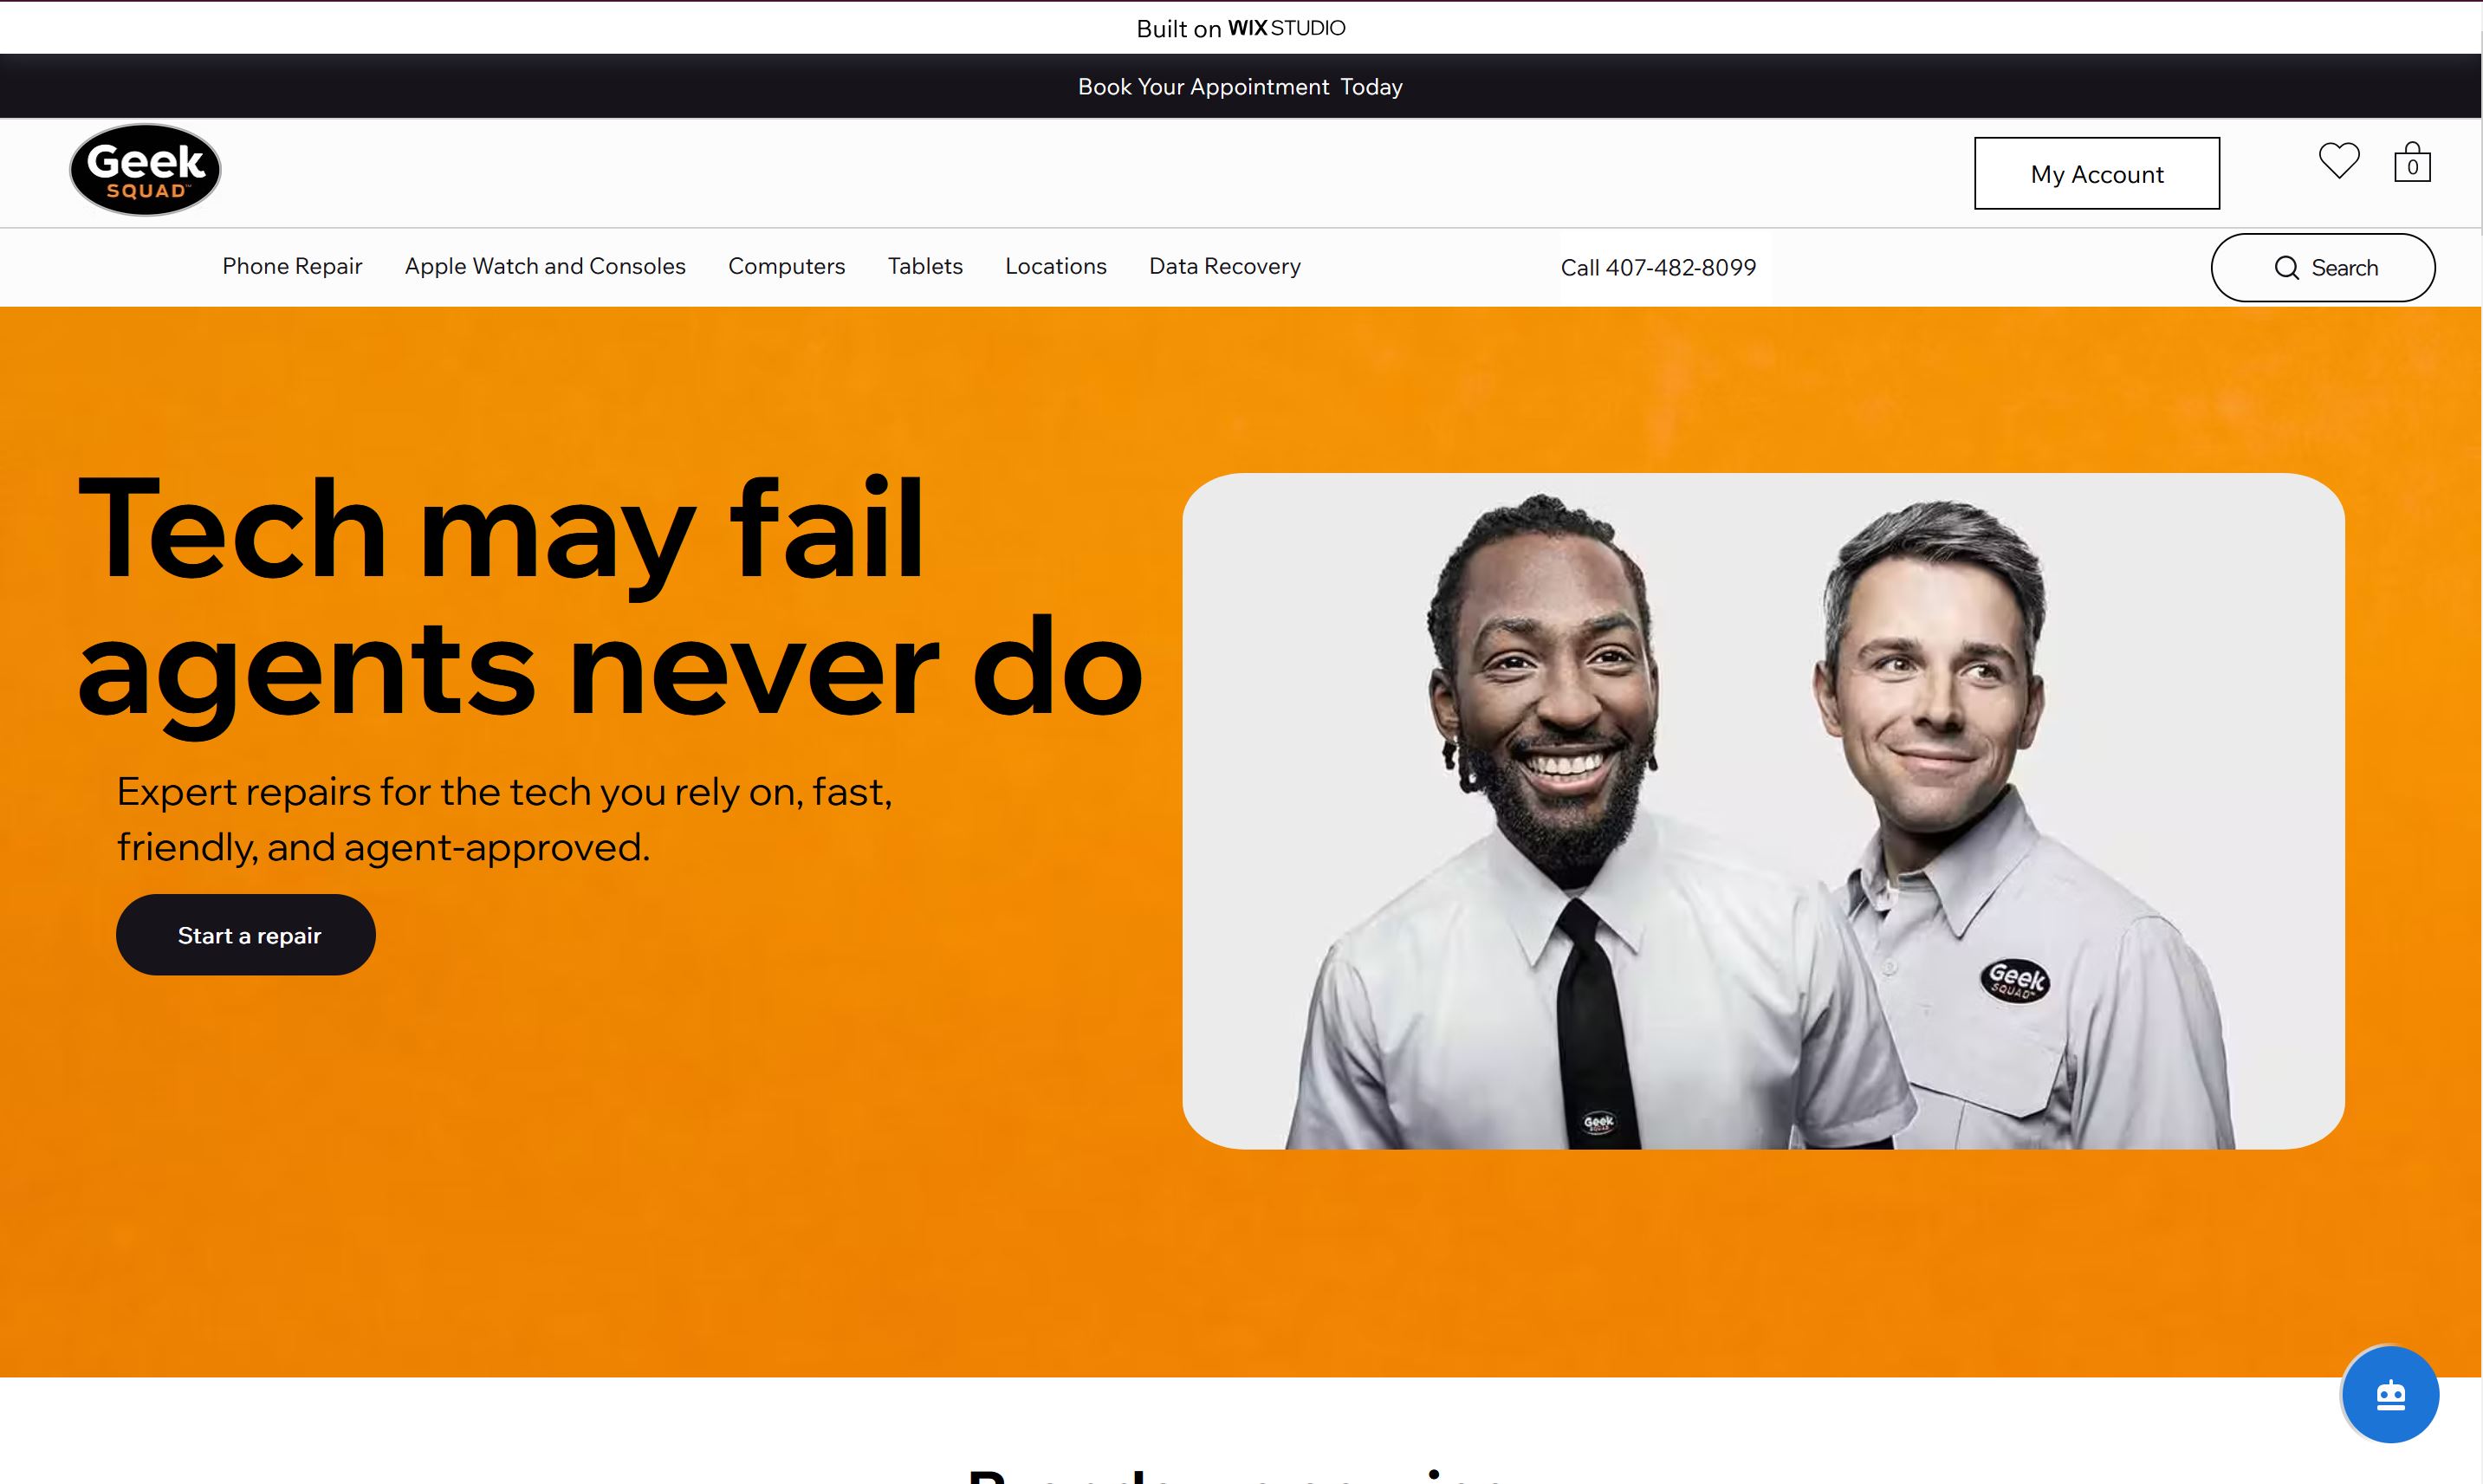 Built on WIX STUDIO
Book Your Appointment Today
Geek
SQUAD™
My Account
0
Phone Repair
Apple Watch and Consoles
Computers
Tablets
Locations
Data Recovery
Call 407-482-8099
Search
Tech may fail
agents never do
Expert repairs for the tech you rely on, fast,
friendly, and agent-approved.
Start a repair
Geek
SQUAD™
Geek
SQUAD